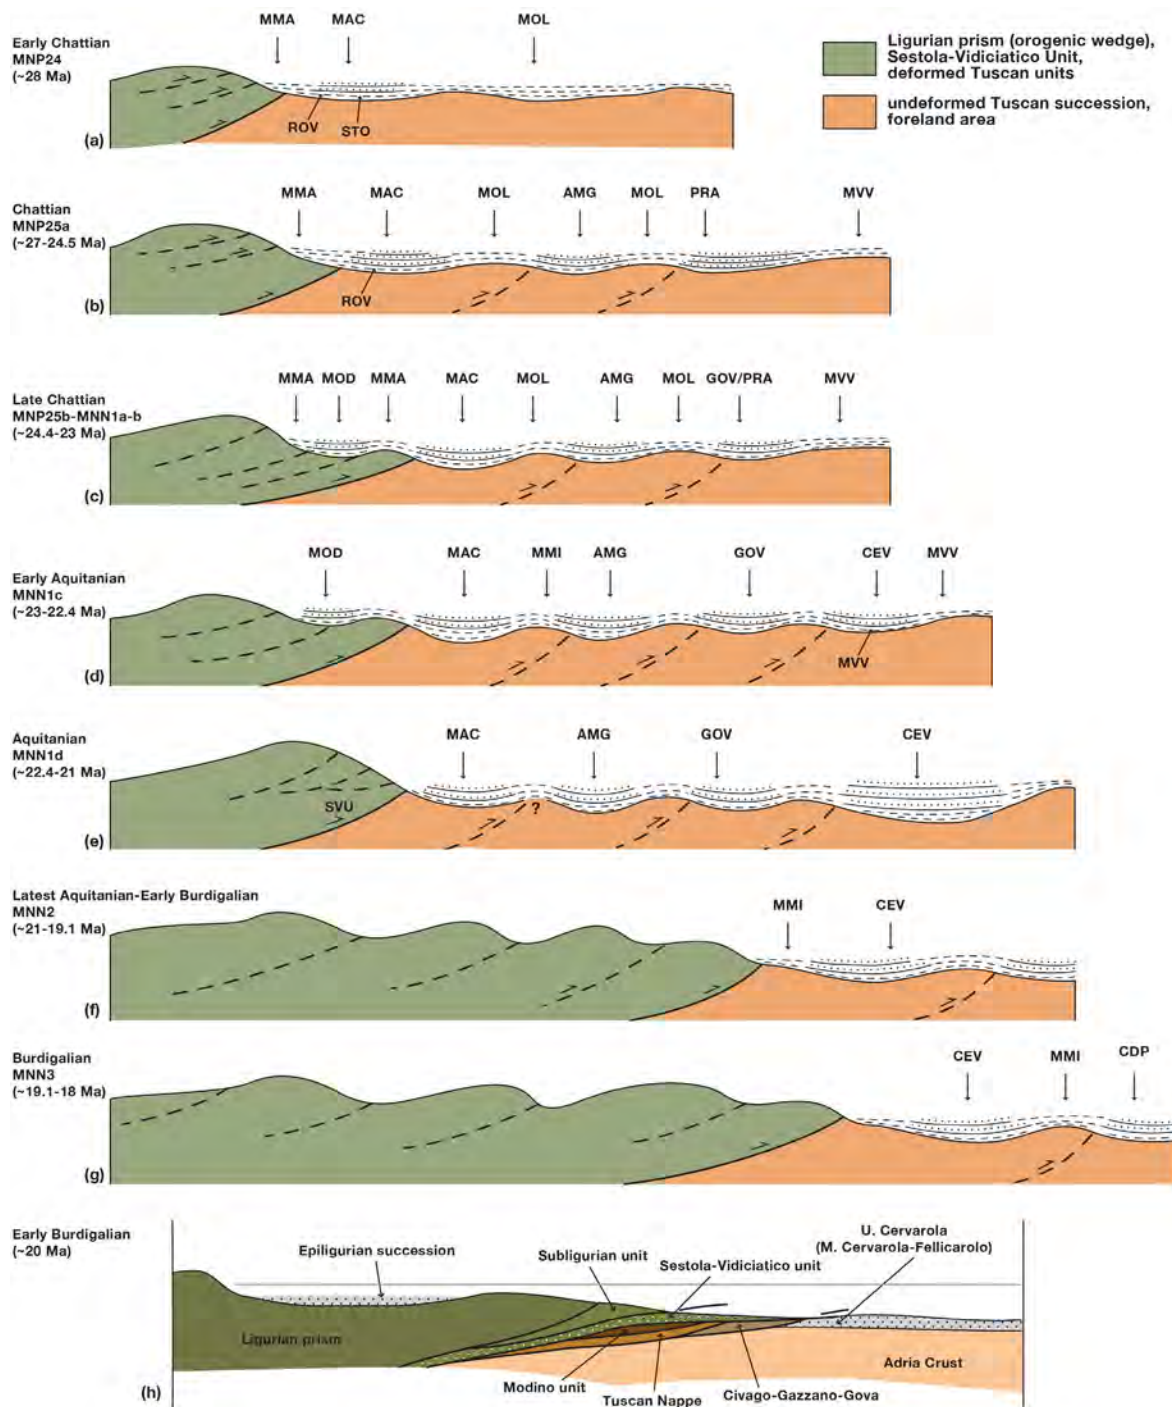 MMA MAC MOL
Early Chattian
MNP24
(~28 Ma)
ROV STO
(a)
Ligurian prism (orogenic wedge),
Sestola-Vidiciatico Unit,
deformed Tuscan units
undeformed Tuscan succession,
foreland area
MMA MAC MOL AMG MOL PRA MVV
Chattian
MNP25a
(~27-24.5 Ma)
ROV
(b)
MMA MOD MMA MAC MOL AMG MOL GOV/PRA MVV
Late Chattian
MNP25b-MNN1a-b
(~24.4-23 Ma)
(c)
MOD MAC MMI AMG GOV CEV MVV
Early Aquitanian
MNN1c
(~23-22.4 Ma)
MVV
(d)
MAC AMG GOV CEV
Aquitanian
MNN1d
(~22.4-21 Ma)
SVU ?
(e)
Latest Aquitanian-Early Burdigalian
MNN2
(~21-19.1 Ma)
MMI CEV
(f)
Burdigalian
MNN3
(~19.1-18 Ma)
CEV MMI CDP
(g)
Early Burdigalian
(~20 Ma)
Epiligurian succession
Subligurian unit
Sestola-Vidiciatico unit
U. Cervarola
(M. Cervarola-Fellicarolo)
Ligurian prism
Adria Crust
Modino unit
Tuscan Nappe
Civago-Gazzano-Gova
(h)